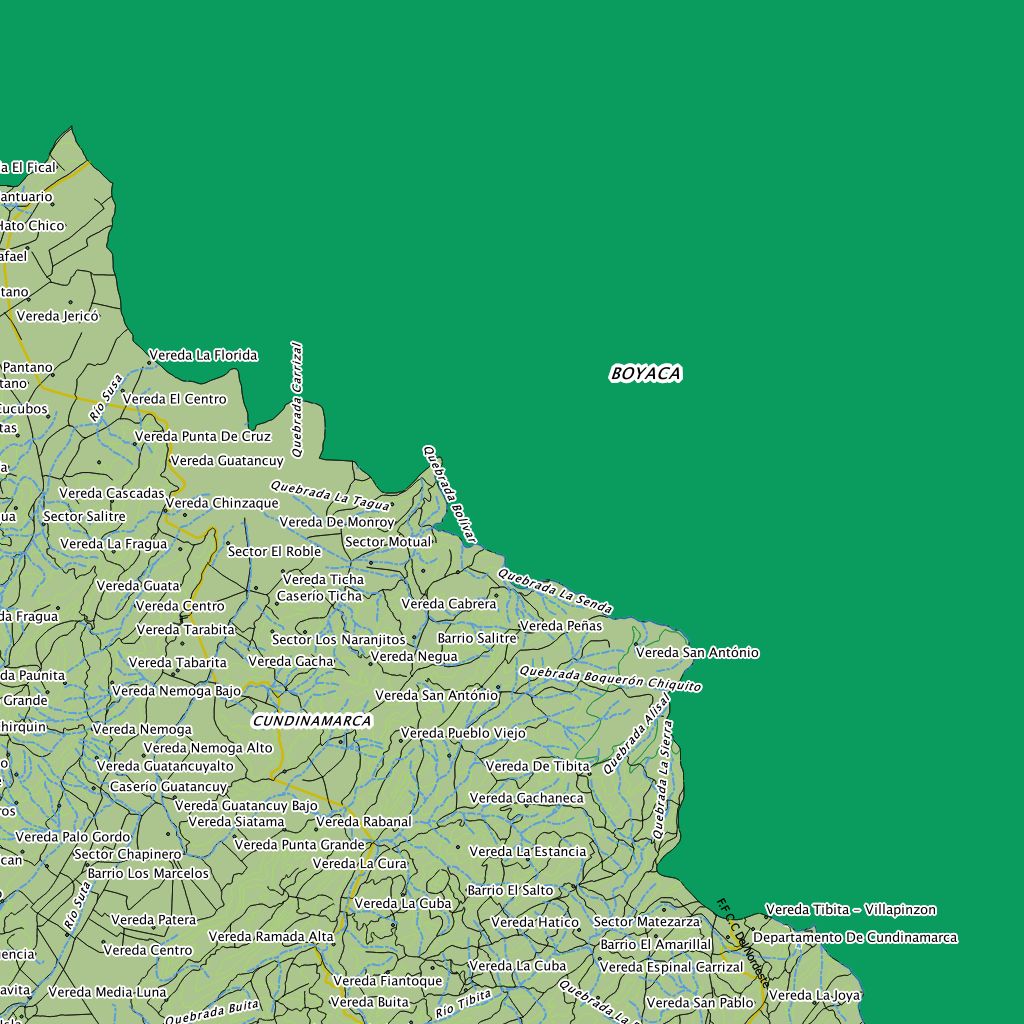 El Fical
Hato Chico
Vereda Jericó
Vereda La Florida
Quebrada Carrizal
Pantano
BOYACA
Río Susa
Vereda El Centro
Vereda Punta De Cruz
Vereda Guatancuy
Quebrada Bolívar
Vereda Cascadas
Quebrada La Tagua
Vereda Chinzaque
Sector Salitre
Vereda De Monroy
Vereda La Fragua
Sector El Roble
Sector Motual
Vereda Guata
Vereda Ticha
Quebrada La Senda
Caserío Ticha
Vereda Centro
Vereda Cabrera
Fragua
Vereda Tarabita
Vereda Peñas
Sector Los Naranjitos
Barrio Salitre
Vereda San António
Vereda Tabarita
Vereda Gacha
Vereda Negua
Paunita
Quebrada Boquerón Chiquito
Vereda Nemoga Bajo
Vereda San António
Grande
CUNDINAMARCA
Quebrada Alisal
Vereda Nemoga
Vereda Pueblo Viejo
Quebrada La Sierra
Vereda Nemoga Alto
Vereda Guatancuyalto
Vereda De Tibita
Caserío Guatancuy
Vereda Guatancuy Bajo
Vereda Gachaneca
Vereda Siatama
Vereda Rabanal
Vereda Palo Gordo
Vereda Punta Grande
Sector Chapinero
Vereda La Estancia
Barrio Los Marcelos
Vereda La Cura
Barrio El Salto
Río Suta
Vereda La Cuba
Vereda Tibita - Villapinzon
Vereda Patera
Vereda Hatico
Sector Matezarza
F.F.C.C Del Nordeste
Vereda Ramada Alta
Departamento De Cundinamarca
Vereda Centro
Barrio El Amarillal
Vereda La Cuba
Vereda Espinal Carrizal
Vereda Fiantoque
Vereda Media Luna
Vereda Buita
Río Tibita
Quebrada La
Vereda San Pablo
Vereda La Joya
Quebrada Buita